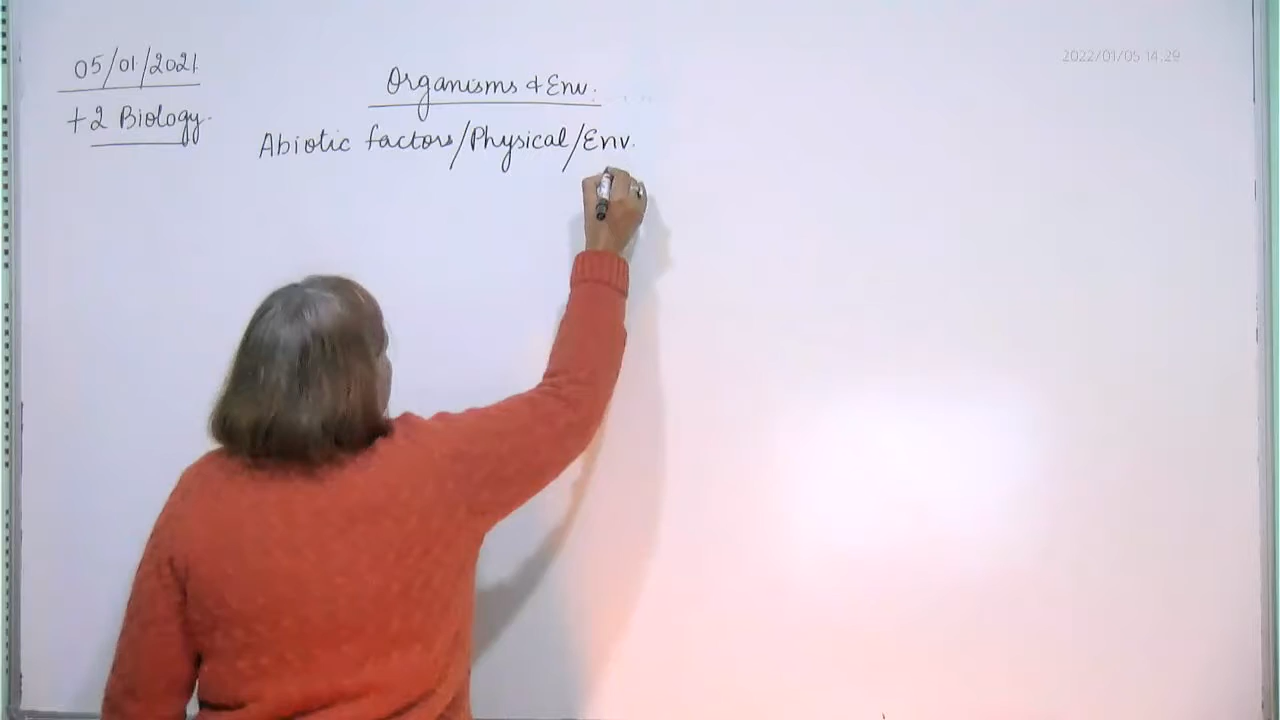 05/01/2021
+2 Biology.
Organisms & Env.
Abiotic factors/Physical/Env.
2022/01/05 14:29